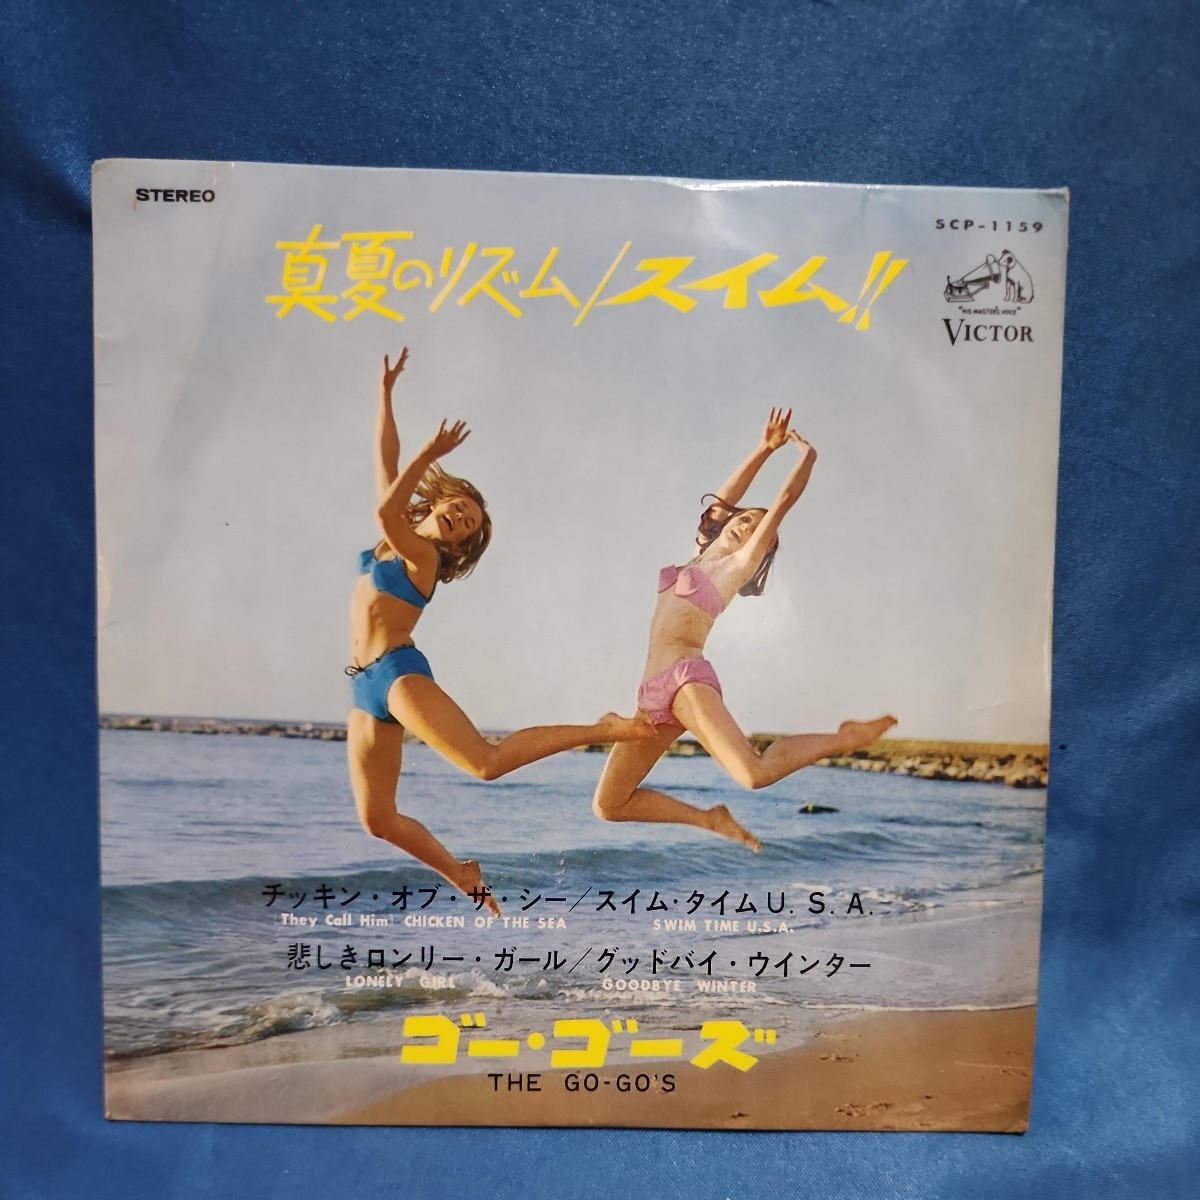 STEREO
SCP-1159
真夏のリズム/スイム!!
"HIS MASTER'S VOICE"
VICTOR
チッキン・オブ・ザ・シー/スイム・タイムU.S.A.
They Call Him CHICKEN OF THE SEA SWIM TIME U.S.A.
悲しきロンリー・ガール/グッドバイ・ウインター
LONELY GIRL GOODBYE WINTER
ゴー・ゴーズ
THE GO-GO'S